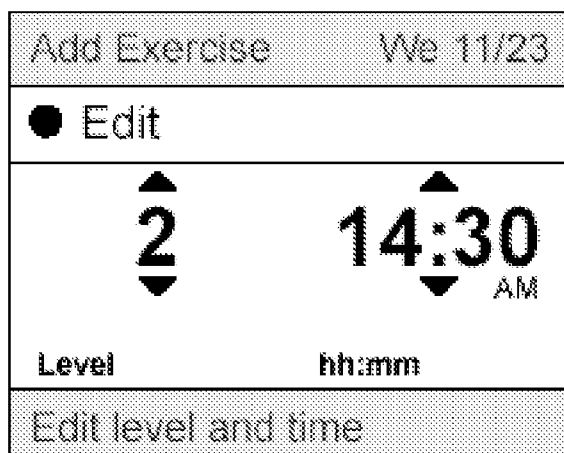 Add Exercise We 11/23
Edit
2 14:30
AM
Level hh:mm
Edit level and time